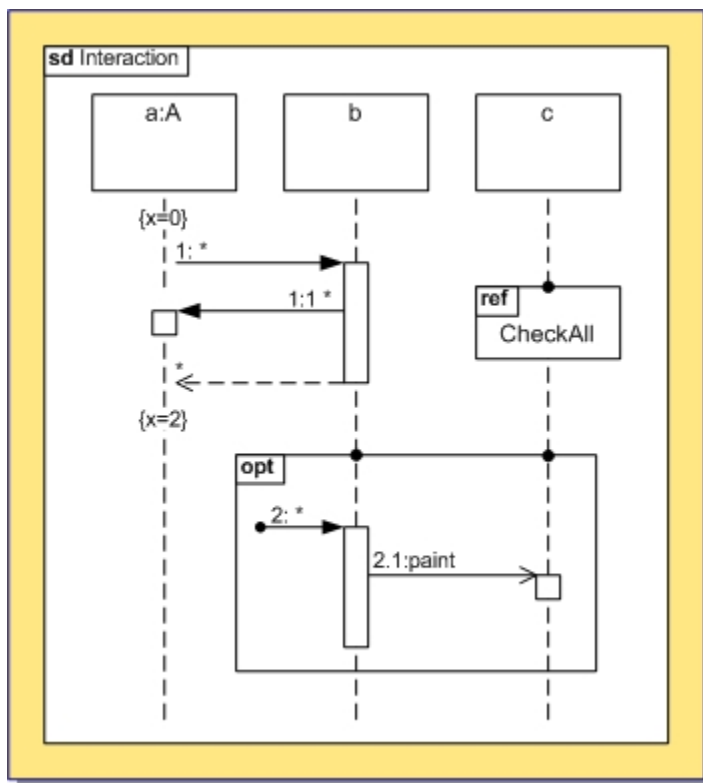 sd Interaction
a:A
b
c
{x=0}
1: *
1:1 *
ref
CheckAll
*
{x=2}
opt
2: *
2.1:paint